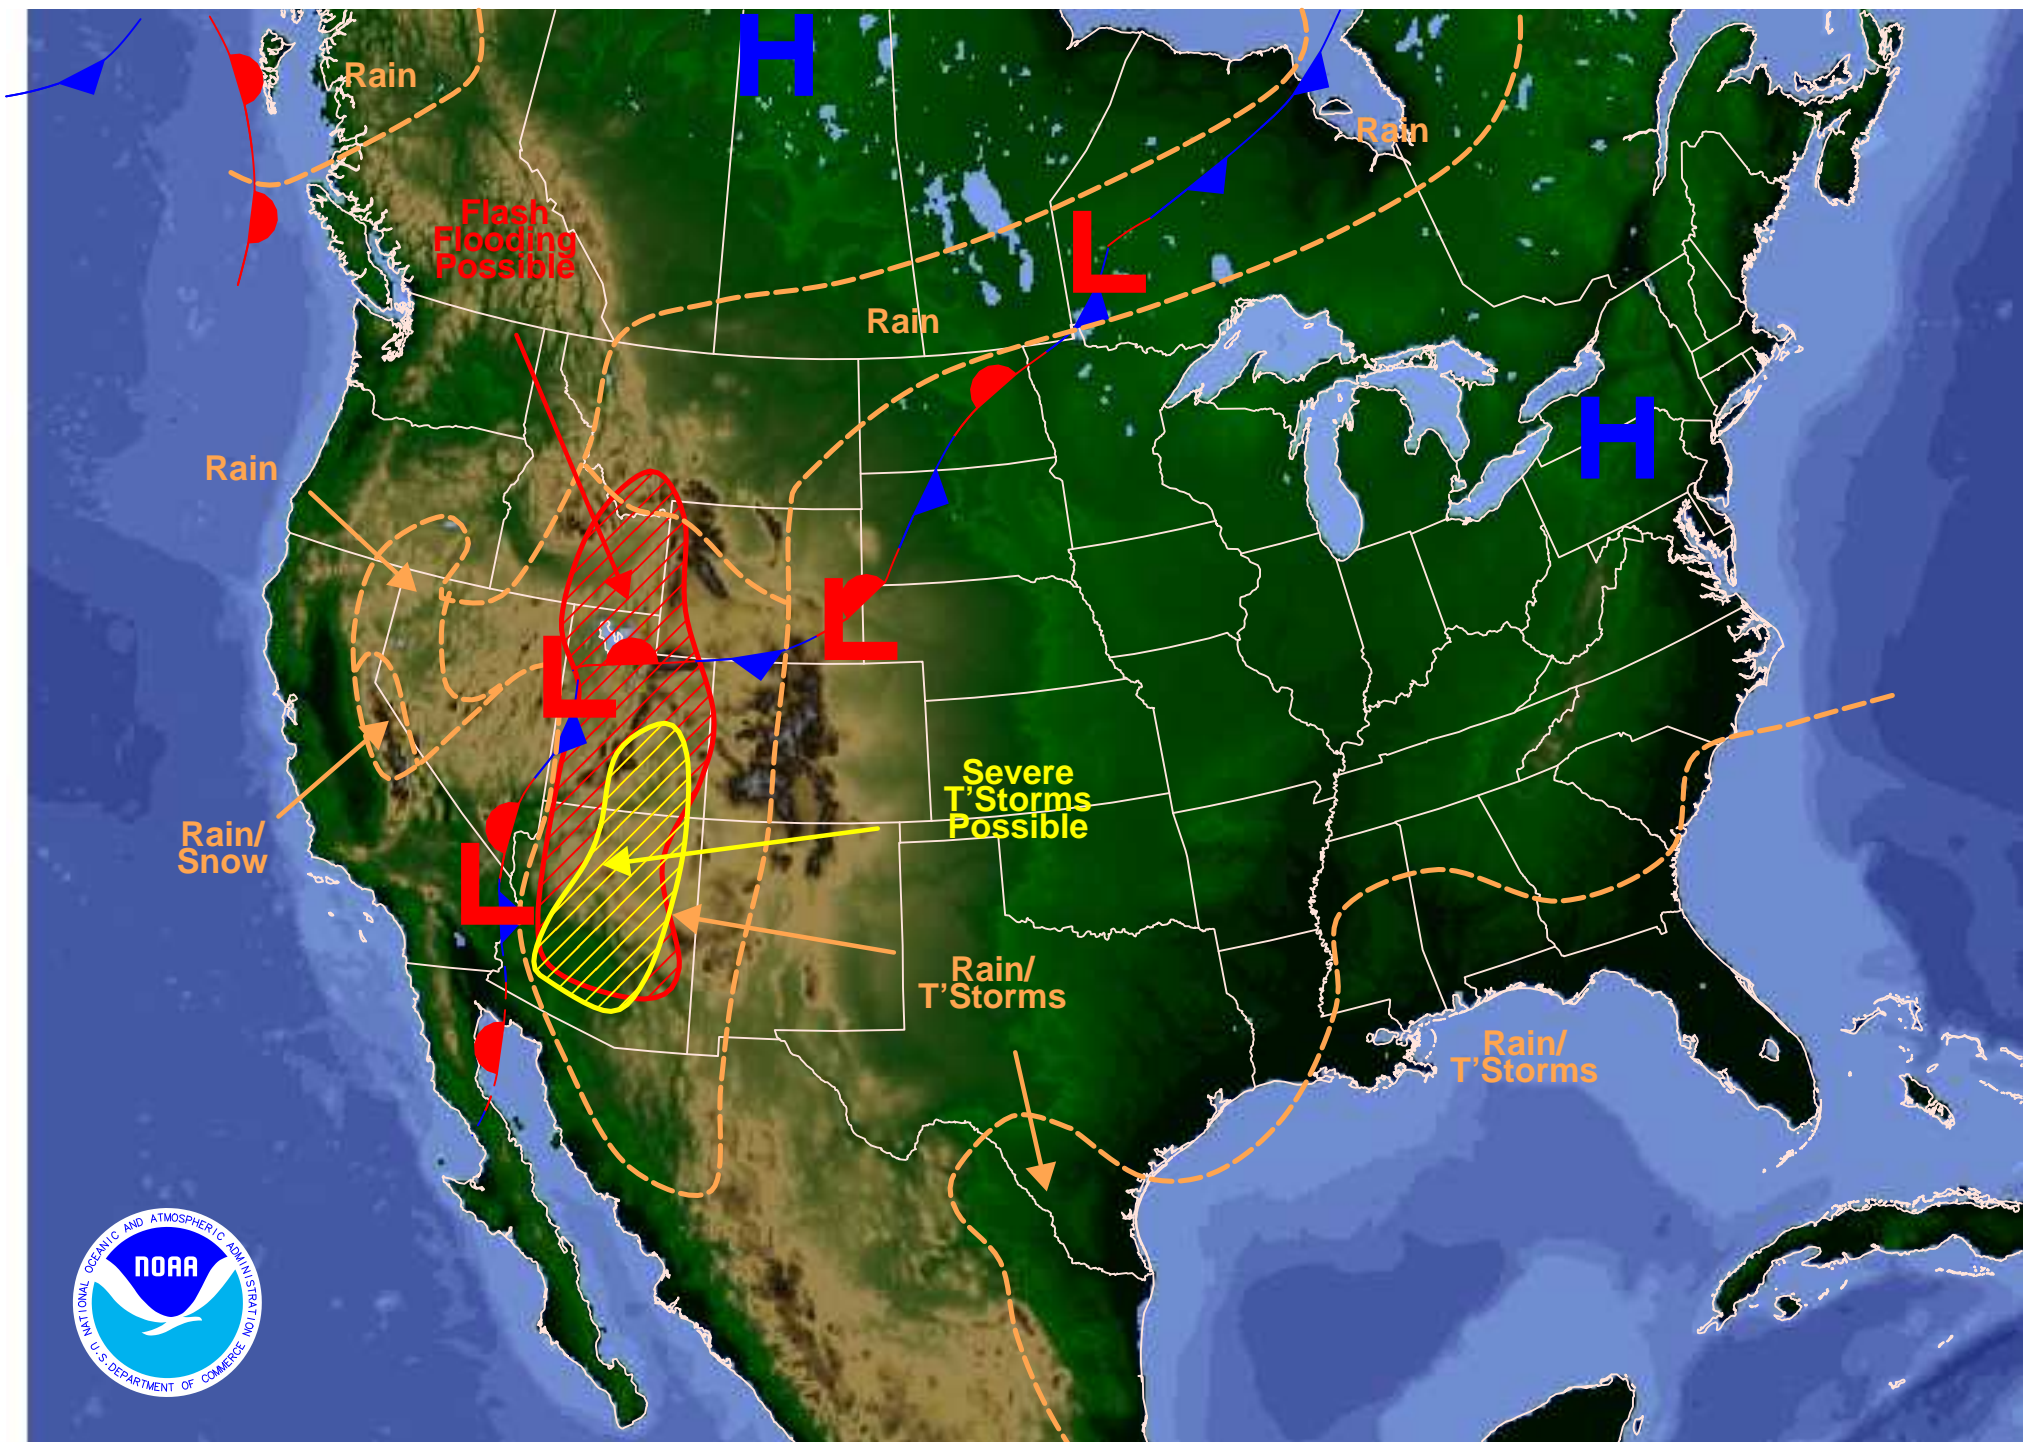 H
Rain
Rain
Flash
Flooding
Possible
L
Rain
H
Rain
L
L
Severe
T'Storms
Possible
Rain/
Snow
L
Rain/
T'Storms
Rain/
T'Storms
NATIONAL OCEANIC AND ATMOSPHERIC ADMINISTRATION
NOAA
U.S. DEPARTMENT OF COMMERCE